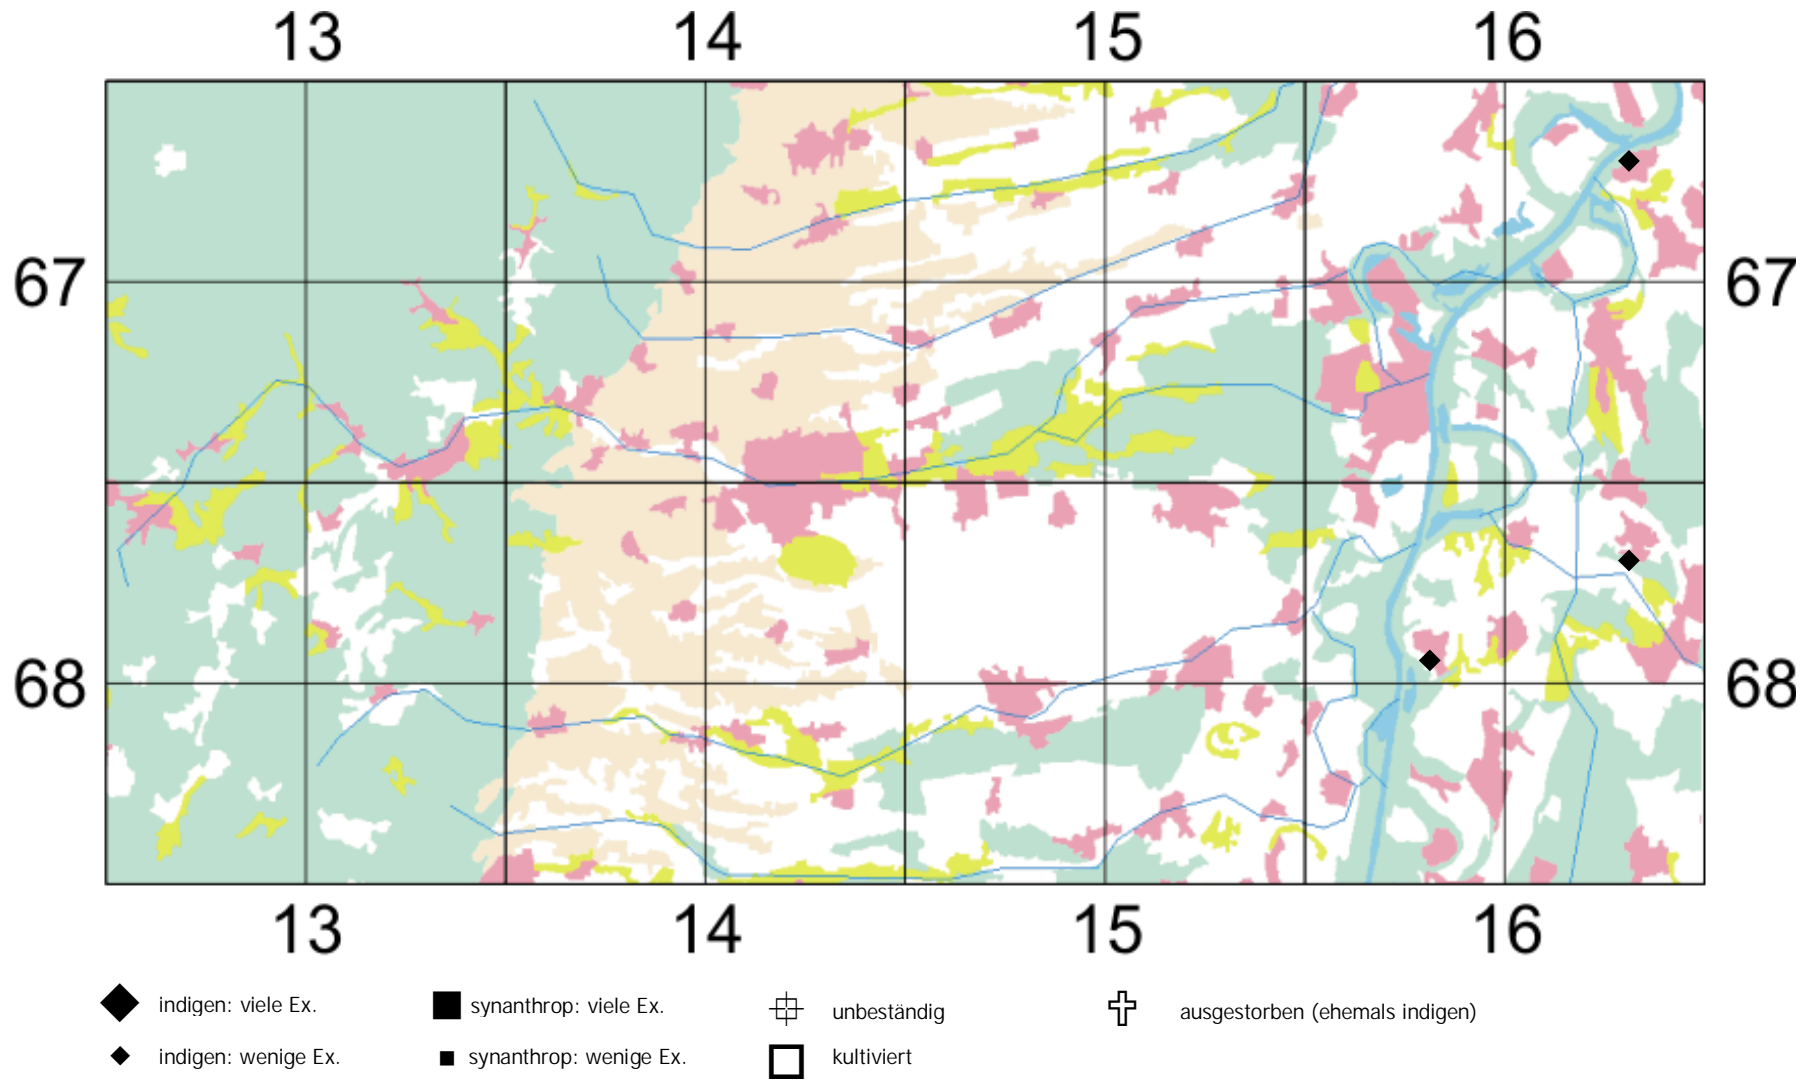 13 14 15 16
67 67
68 68
13 14 15 16
indigen: viele Ex. synanthrop: viele Ex. unbeständig ausgestorben (ehemals indigen)
indigen: wenige Ex. synanthrop: wenige Ex. kultiviert